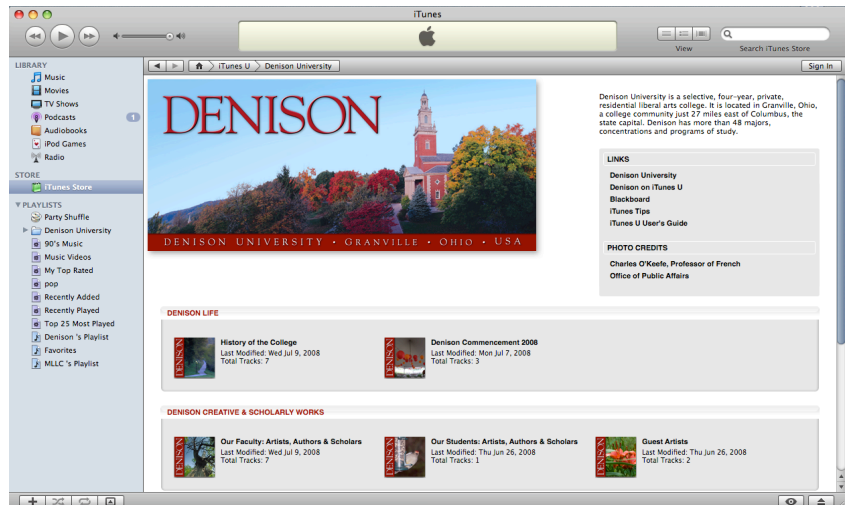 iTunes
View
Search iTunes Store
LIBRARY
Music
Movies
TV Shows
Podcasts 1
Audiobooks
iPod Games
Radio
STORE
iTunes Store
PLAYLISTS
Party Shuffle
Denison University
90's Music
Music Videos
My Top Rated
pop
Recently Added
Recently Played
Top 25 Most Played
Denison 's Playlist
Favorites
MLLC 's Playlist
iTunes U Denison University
Sign In
DENISON
DENISON UNIVERSITY • GRANVILLE • OHIO • USA
Denison University is a selective, four-year, private,
residential liberal arts college. It is located in Granville, Ohio,
a college community just 27 miles east of Columbus, the
state capital. Denison has more than 48 majors,
concentrations and programs of study.
LINKS
Denison University
Denison on iTunes U
Blackboard
iTunes Tips
iTunes U User's Guide
PHOTO CREDITS
Charles O'Keefe, Professor of French
Office of Public Affairs
DENISON LIFE
DENISON
History of the College
Last Modified: Wed Jul 9, 2008
Total Tracks: 7
DENISON
Denison Commencement 2008
Last Modified: Mon Jul 7, 2008
Total Tracks: 3
DENISON CREATIVE & SCHOLARLY WORKS
DENISON
Our Faculty: Artists, Authors & Scholars
Last Modified: Wed Jul 9, 2008
Total Tracks: 7
DENISON
Our Students: Artists, Authors & Scholars
Last Modified: Thu Jun 26, 2008
Total Tracks: 1
DENISON
Guest Artists
Last Modified: Thu Jun 26, 2008
Total Tracks: 2